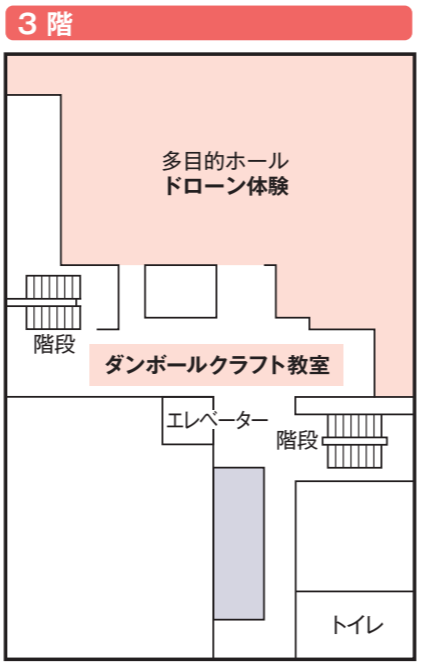 3 階
多目的ホール
ドローン体験
階段
ダンボールクラフト教室
エレベーター
階段
トイレ